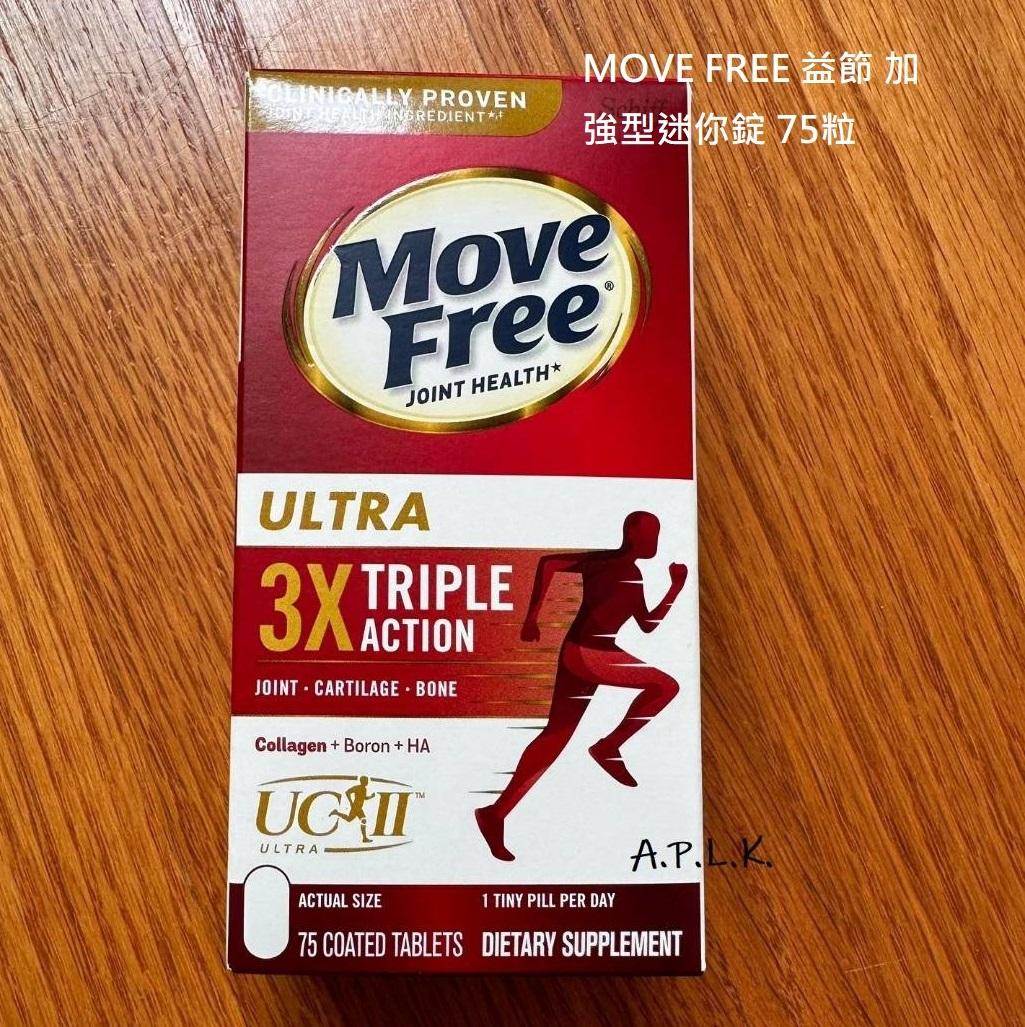 MOVE FREE 益節 加
強型迷你錠 75粒
CLINICALLY PROVEN
JOINT HEALTH INGREDIENT*,‡
Schiff
Move
Free®
JOINT HEALTH*
ULTRA
3X TRIPLE
ACTION
JOINT · CARTILAGE · BONE
Collagen + Boron + HA
UC II™
ULTRA
A.P.L.K.
ACTUAL SIZE
1 TINY PILL PER DAY
75 COATED TABLETS
DIETARY SUPPLEMENT